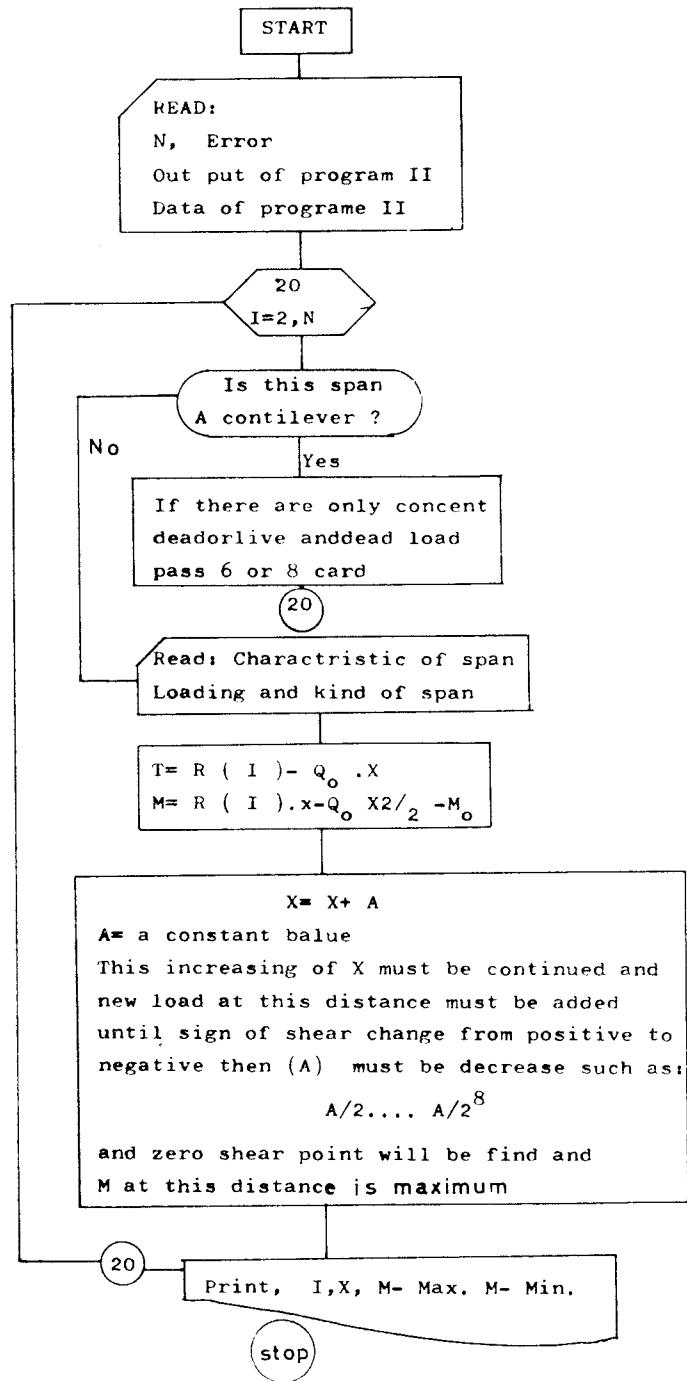 START
READ:
N, Error
Out put of program II
Data of programe II
20
I=2,N
Is this span
A contilever ?
No
Yes
If there are only concent
deadorlive anddead load
pass 6 or 8 card
20
Read: Charactristic of span
Loading and kind of span
T= R ( I )- Qo .X
M= R ( I ).x-Qo X2/2 -Mo
X= X+ A
A= a constant balue
This increasing of X must be continued and
new load at this distance must be added
until sign of shear change from positive to
negative then (A) must be decrease such as:
A/2.... A/2^8
and zero shear point will be find and
M at this distance is maximum
20
Print, I,X, M- Max. M- Min.
stop